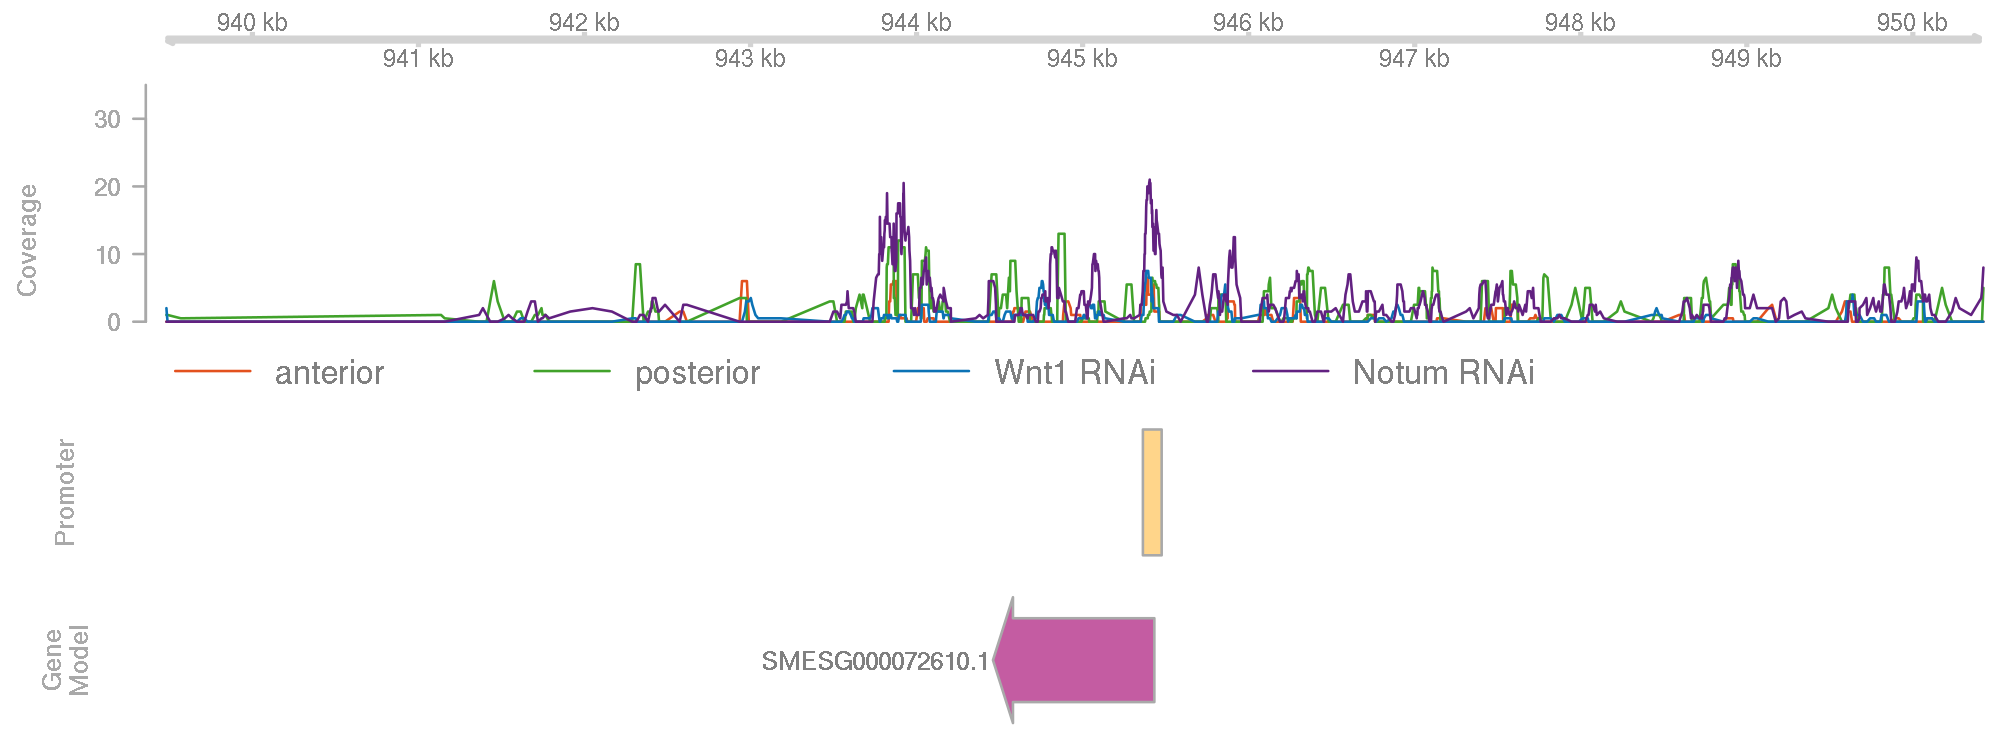 940 kb 942 kb 944 kb 946 kb 948 kb 950 kb
941 kb 943 kb 945 kb 947 kb 949 kb
Coverage
30
20
10
0
anterior posterior Wnt1 RNAi Notum RNAi
Promoter
Gene
Model
SMESG000072610.1